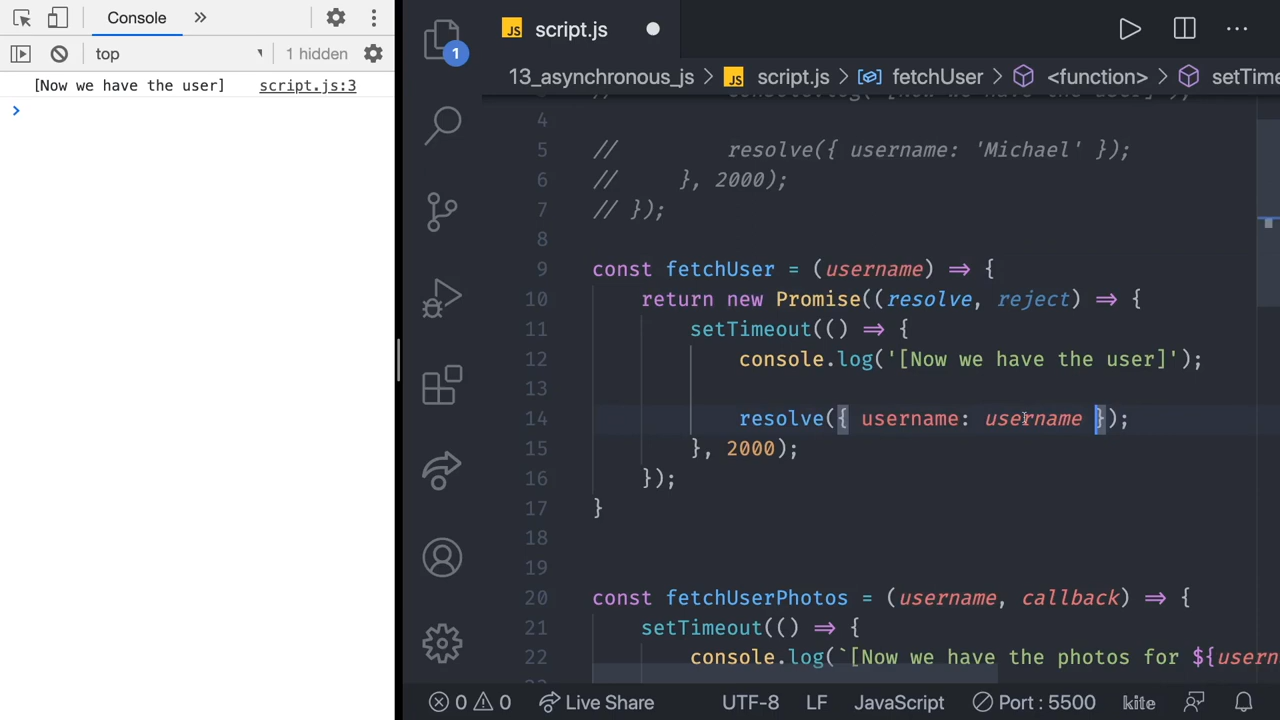 Console
top
1 hidden
[Now we have the user] script.js:3
>
1
JS script.js
13_asynchronous_js > JS script.js > fetchUser > <function> > setTime
4
5 // resolve({ username: 'Michael' });
6 // }, 2000);
7 // });
8
9 const fetchUser = (username) => {
10 return new Promise((resolve, reject) => {
11 setTimeout(() => {
12 console.log('[Now we have the user]');
13
14 resolve({ username: username });
15 }, 2000);
16 });
17 }
18
19
20 const fetchUserPhotos = (username, callback) => {
21 setTimeout(() => {
22 console.log(`[Now we have the photos for ${usern
0 0 Live Share UTF-8 LF JavaScript Port : 5500 kite